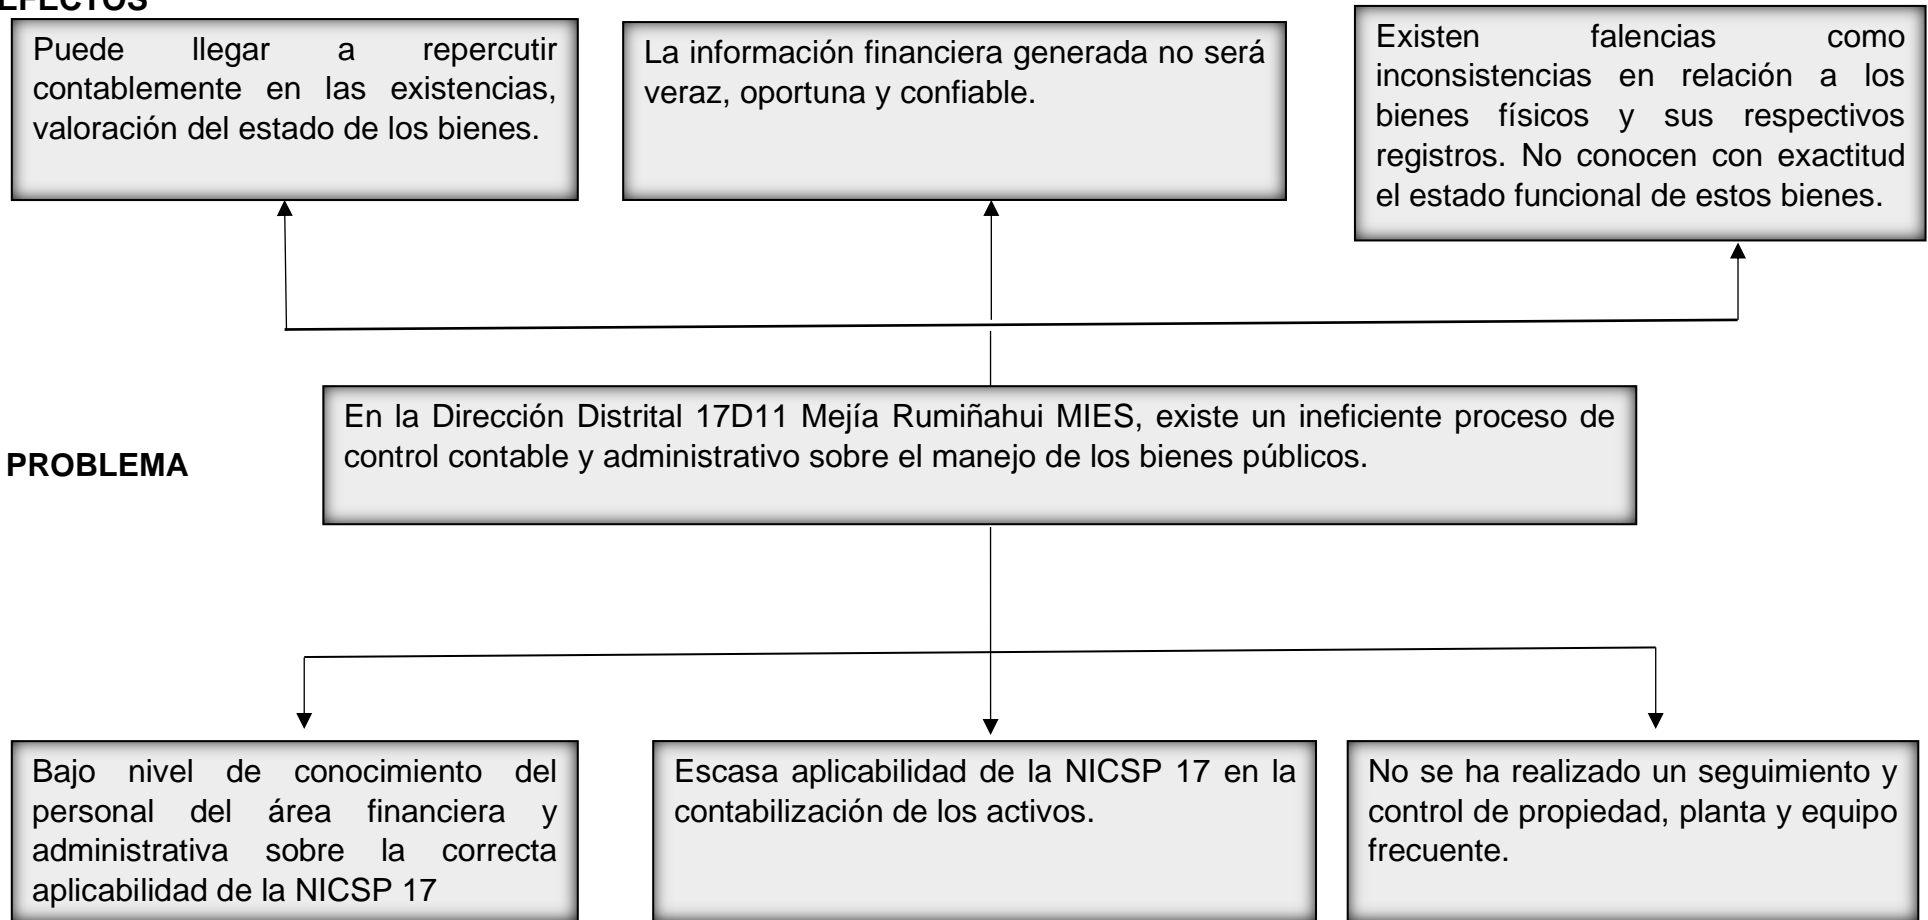 EFECTOS
Puede llegar a repercutir
contablemente en las existencias,
valoración del estado de los bienes.
La información financiera generada no será
veraz, oportuna y confiable.
Existen falencias como
inconsistencias en relación a los
bienes físicos y sus respectivos
registros. No conocen con exactitud
el estado funcional de estos bienes.
PROBLEMA
En la Dirección Distrital 17D11 Mejía Rumiñahui MIES, existe un ineficiente proceso de
control contable y administrativo sobre el manejo de los bienes públicos.
Bajo nivel de conocimiento del
personal del área financiera y
administrativa sobre la correcta
aplicabilidad de la NICSP 17
Escasa aplicabilidad de la NICSP 17 en la
contabilización de los activos.
No se ha realizado un seguimiento y
control de propiedad, planta y equipo
frecuente.